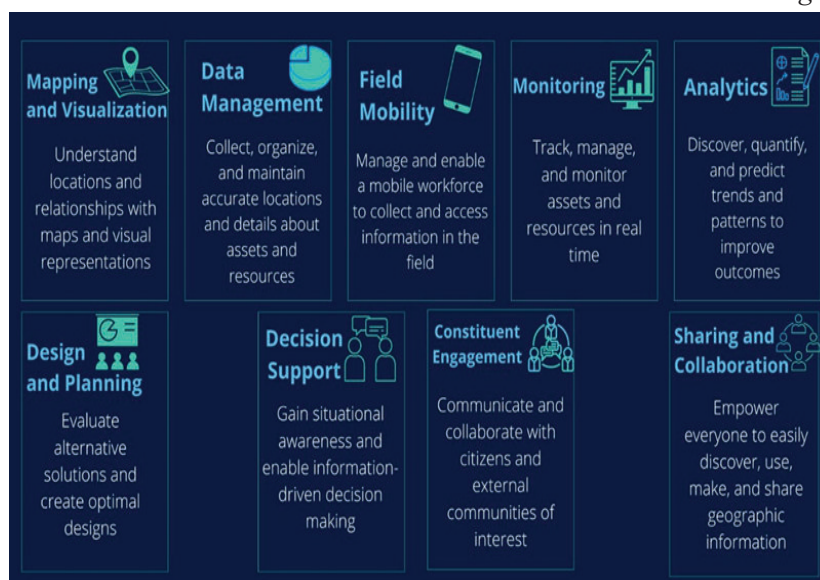 Mapping
and Visualization
Understand
locations and
relationships with
maps and visual
representations
Data
Management
Collect, organize,
and maintain
accurate locations
and details about
assets and
resources
Field
Mobility
Manage and enable
a mobile workforce
to collect and access
information in the
field
Monitoring
Track, manage,
and monitor
assets and
resources in real
time
Analytics
Discover, quantify,
and predict
trends and
patterns to
improve
outcomes
Design
and Planning
Evaluate
alternative
solutions and
create optimal
designs
Decision
Support
Gain situational
awareness and
enable information-
driven decision
making
Constituent
Engagement
Communicate and
collaborate with
citizens and
external
communities of
interest
Sharing and
Collaboration
Empower
everyone to easily
discover, use,
make, and share
geographic
information